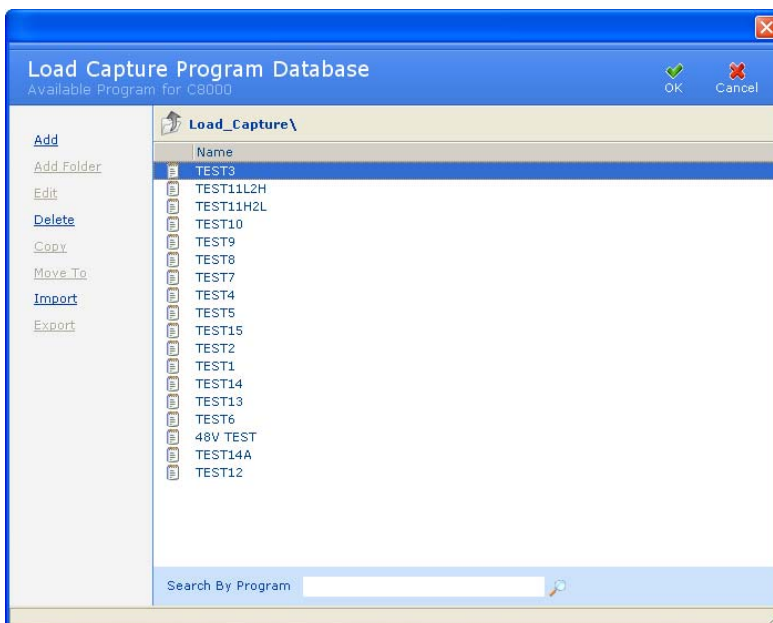 Load Capture Program Database
Available Program for C8000
OK
Cancel
Add
Add Folder
Edit
Delete
Copy
Move To
Import
Export
Load_Capture\
Name
TEST3
TEST11L2H
TEST11H2L
TEST10
TEST9
TEST8
TEST7
TEST4
TEST5
TEST15
TEST2
TEST1
TEST14
TEST13
TEST6
48V TEST
TEST14A
TEST12
Search By Program